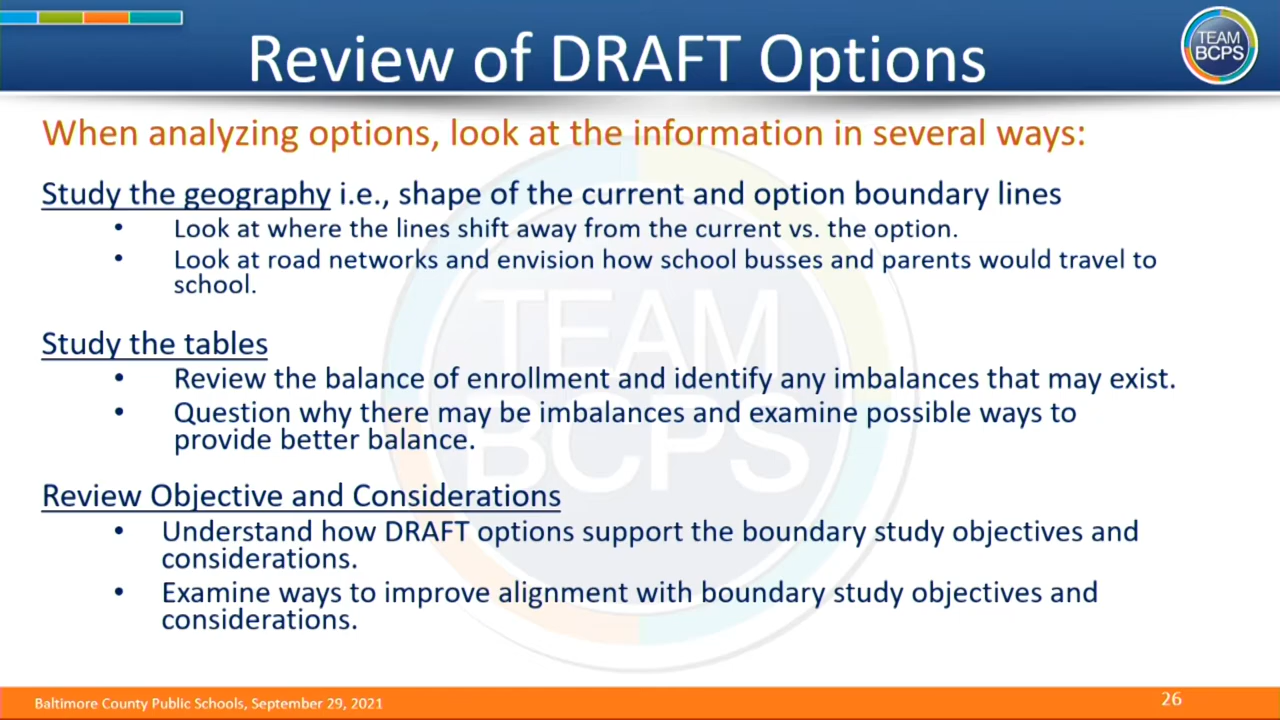 Review of DRAFT Options
TEAM
BCPS
When analyzing options, look at the information in several ways:
Study the geography i.e., shape of the current and option boundary lines
• Look at where the lines shift away from the current vs. the option.
• Look at road networks and envision how school busses and parents would travel to
school.
Study the tables
• Review the balance of enrollment and identify any imbalances that may exist.
• Question why there may be imbalances and examine possible ways to
provide better balance.
Review Objective and Considerations
• Understand how DRAFT options support the boundary study objectives and
considerations.
• Examine ways to improve alignment with boundary study objectives and
considerations.
TEAM
BCPS
Baltimore County Public Schools, September 29, 2021
26